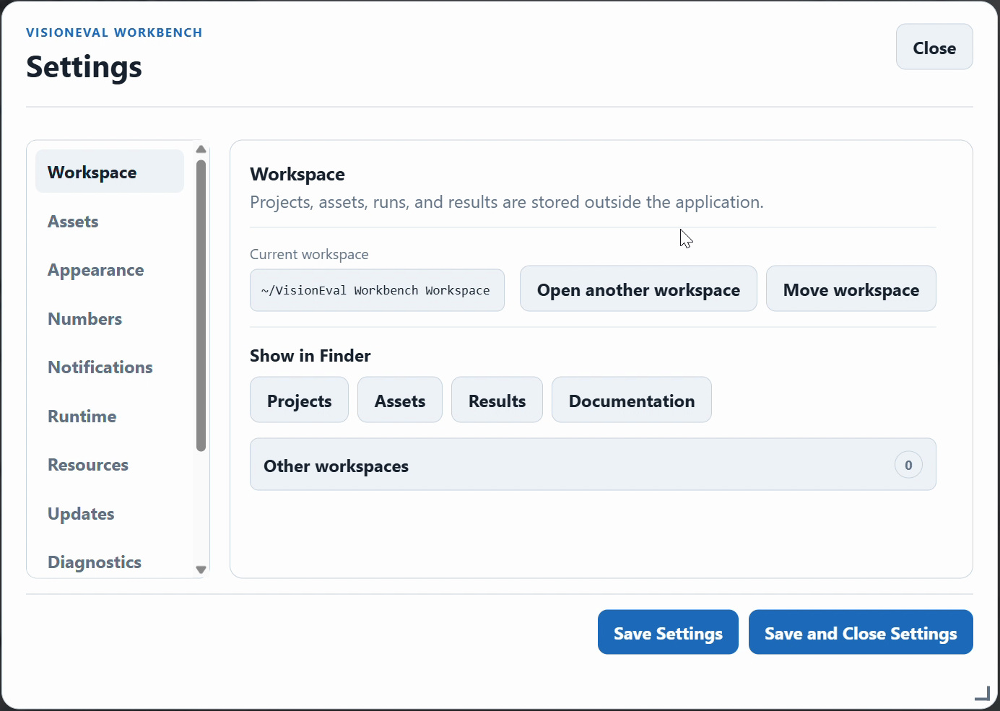 VISIONEVAL WORKBENCH
Settings
Close
Workspace
Assets
Appearance
Numbers
Notifications
Runtime
Resources
Updates
Diagnostics
Workspace
Projects, assets, runs, and results are stored outside the application.
Current workspace
~/VisionEval Workbench Workspace
Open another workspace
Move workspace
Show in Finder
Projects
Assets
Results
Documentation
Other workspaces
0
Save Settings
Save and Close Settings